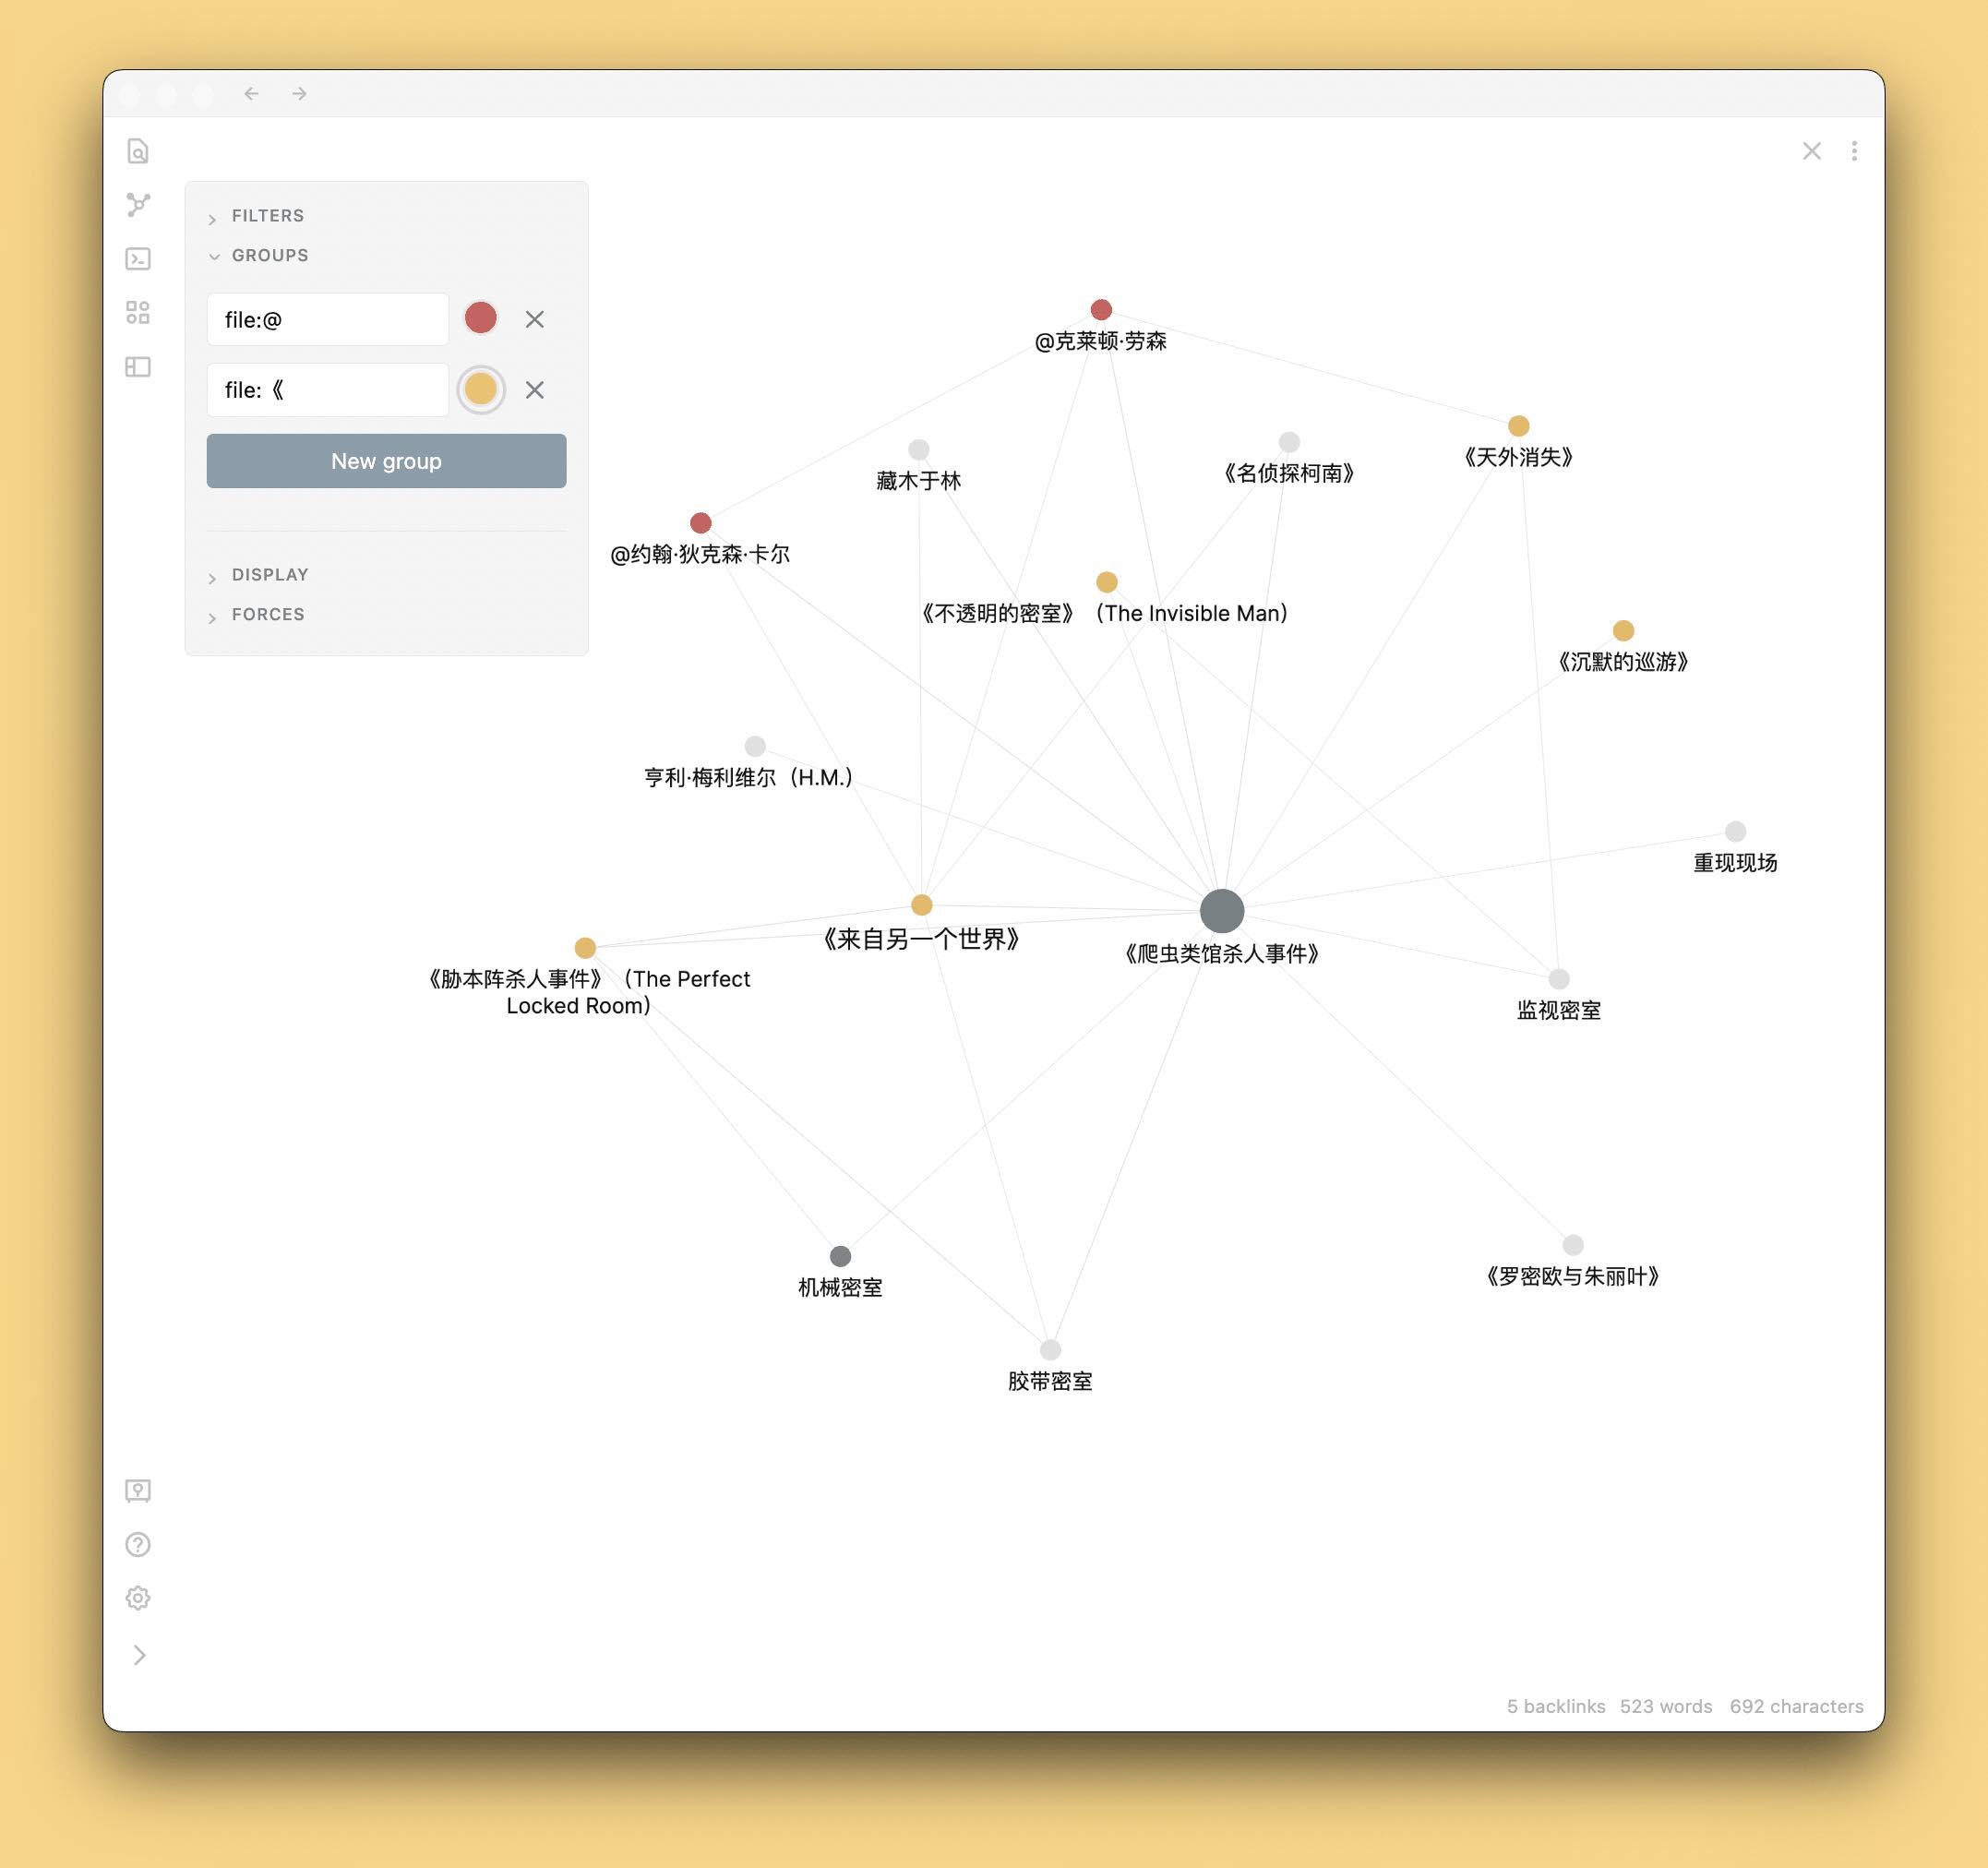 FILTERS
GROUPS
file:@
file:《
New group
DISPLAY
FORCES
@克莱顿·劳森
《天外消失》
《名侦探柯南》
藏木于林
@约翰·狄克森·卡尔
《不透明的密室》（The Invisible Man）
《沉默的巡游》
亨利·梅利维尔（H.M.）
重现现场
《来自另一个世界》
《爬虫类馆杀人事件》
《胁本阵杀人事件》（The Perfect
Locked Room）
监视密室
《罗密欧与朱丽叶》
机械密室
胶带密室
5 backlinks 523 words 692 characters